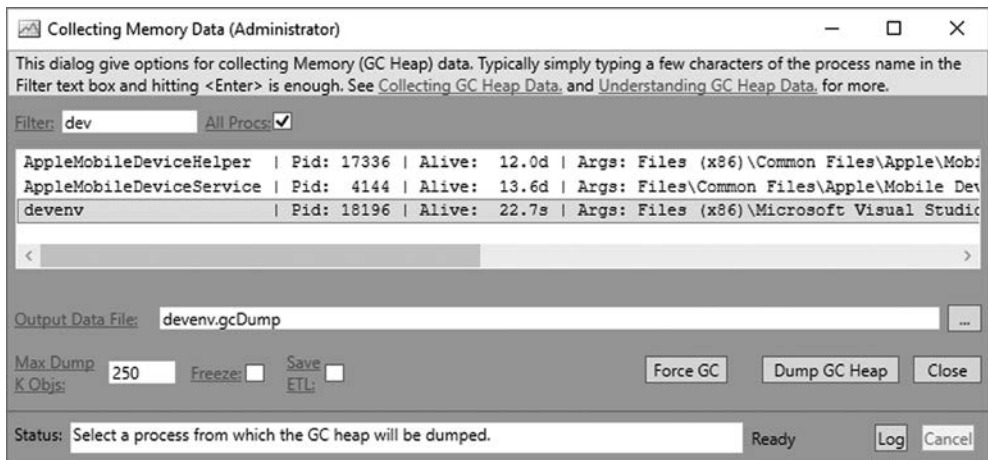 Collecting Memory Data (Administrator)
This dialog give options for collecting Memory (GC Heap) data. Typically simply typing a few characters of the process name in the
Filter text box and hitting <Enter> is enough. See Collecting GC Heap Data. and Understanding GC Heap Data. for more.
Filter: dev All Procs:
AppleMobileDeviceHelper | Pid: 17336 | Alive: 12.0d | Args: Files (x86)\Common Files\Apple\Mobi
AppleMobileDeviceService | Pid: 4144 | Alive: 13.6d | Args: Files\Common Files\Apple\Mobile Dev
devenv | Pid: 18196 | Alive: 22.7s | Args: Files (x86)\Microsoft Visual Studio
Output Data File: devenv.gcDump ...
Max Dump
K Objs: 250 Freeze: Save
ETL: Force GC Dump GC Heap Close
Status: Select a process from which the GC heap will be dumped. Ready Log Cancel